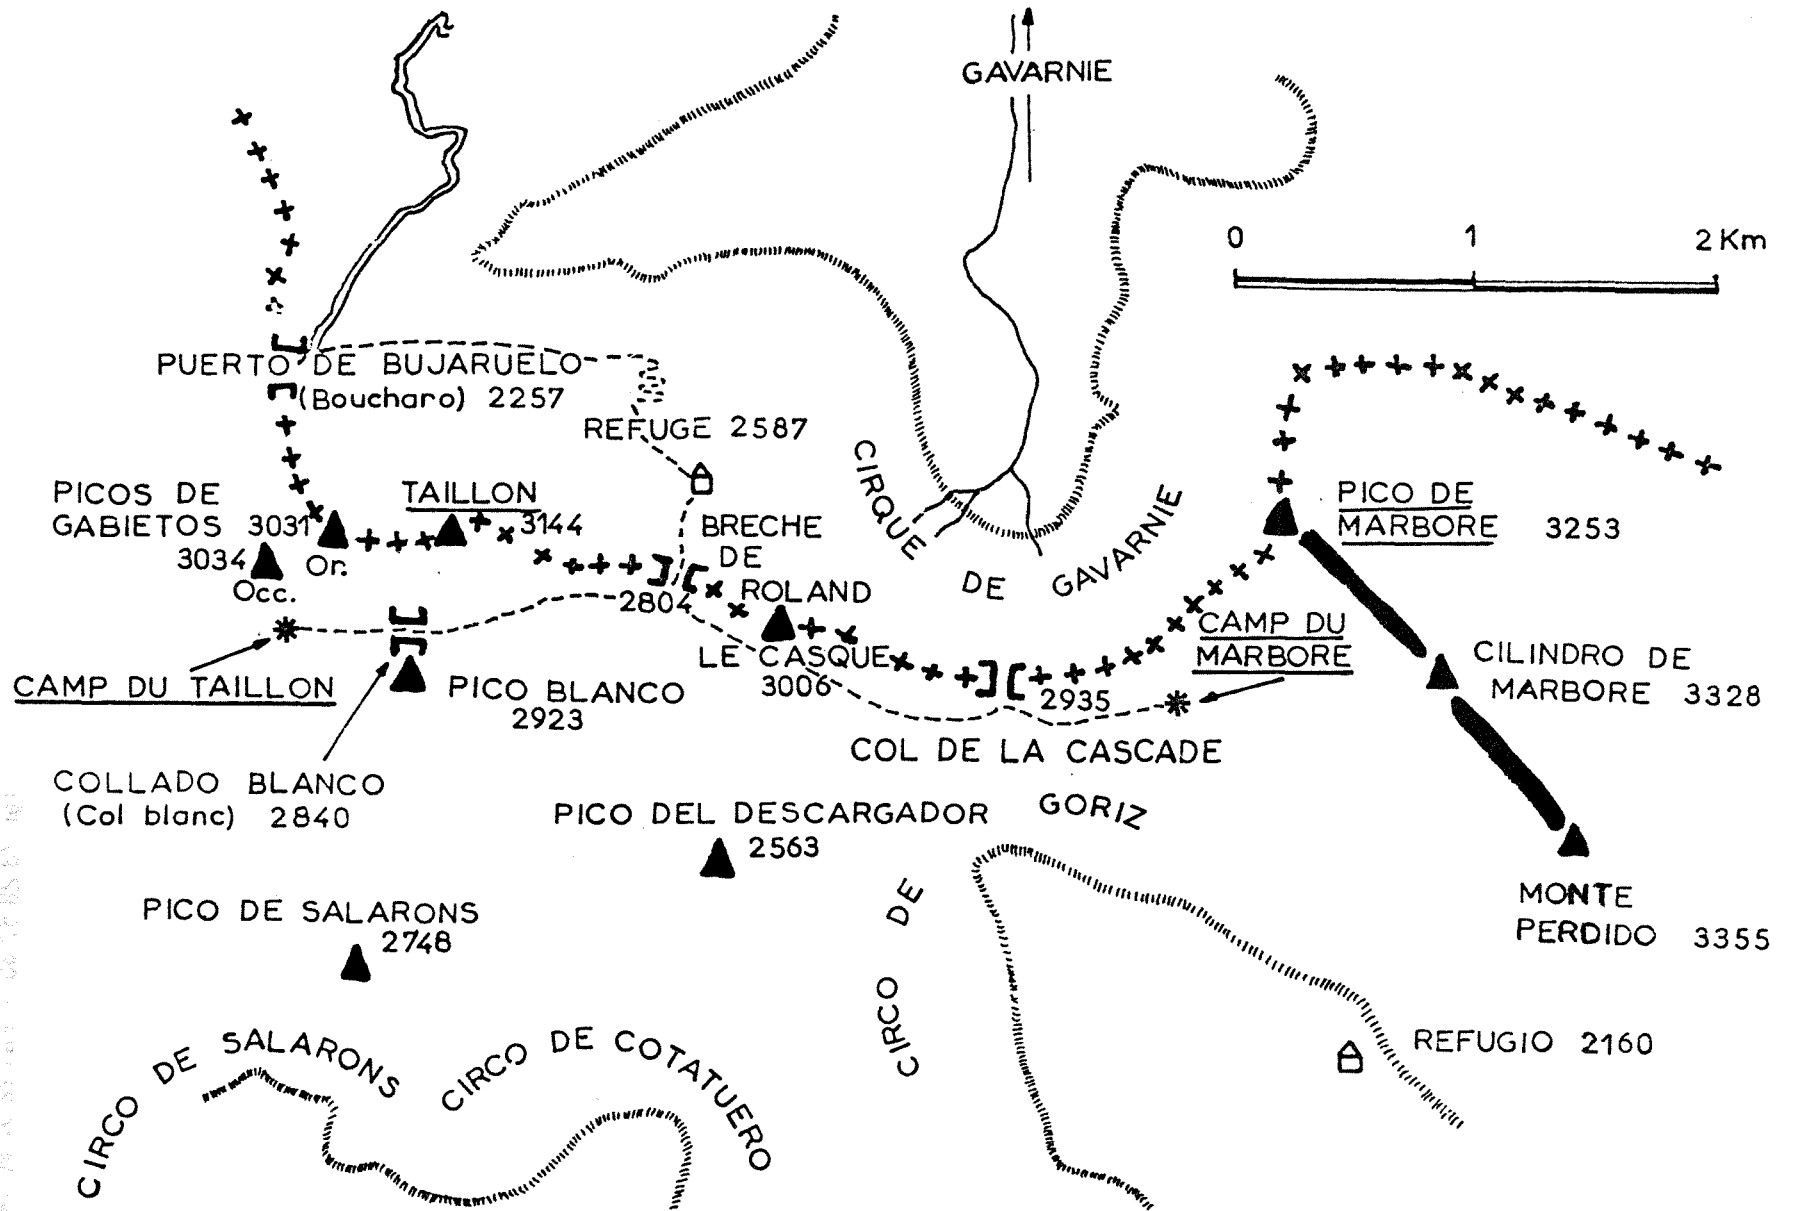 GAVARNIE
0 1 2 Km
PUERTO DE BUJARUELO
(Boucharo) 2257
REFUGE 2587
PICOS DE
GABIETOS 3031
3034
Or.
Occ.
TAILLON
3144
BRECHE
DE
ROLAND
2804
CIRQUE DE GAVARNIE
PICO DE
MARBORE 3253
CAMP DU
MARBORE
LE CASQUE
3006
2935
COL DE LA CASCADE
CILINDRO DE
MARBORE 3328
CAMP DU TAILLON
PICO BLANCO
2923
COLLADO BLANCO
(Col blanc) 2840
PICO DEL DESCARGADOR
2563
CIRCO DE GORIZ
MONTE
PERDIDO 3355
PICO DE SALARONS
2748
REFUGIO 2160
CIRCO DE SALARONS
CIRCO DE COTATUERO